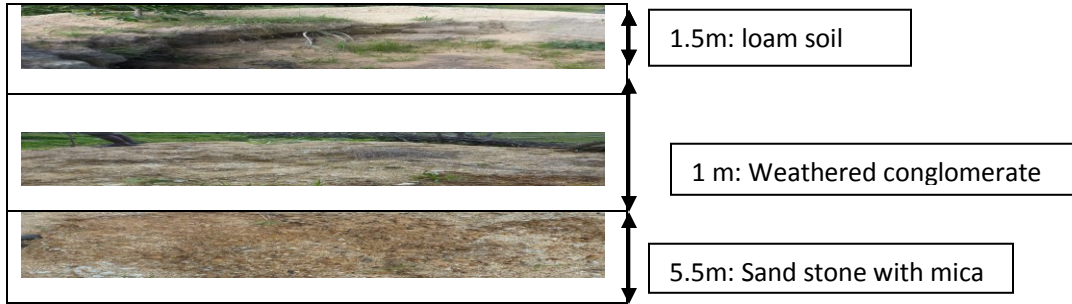 1.5m: loam soil
1 m: Weathered conglomerate
5.5m: Sand stone with mica